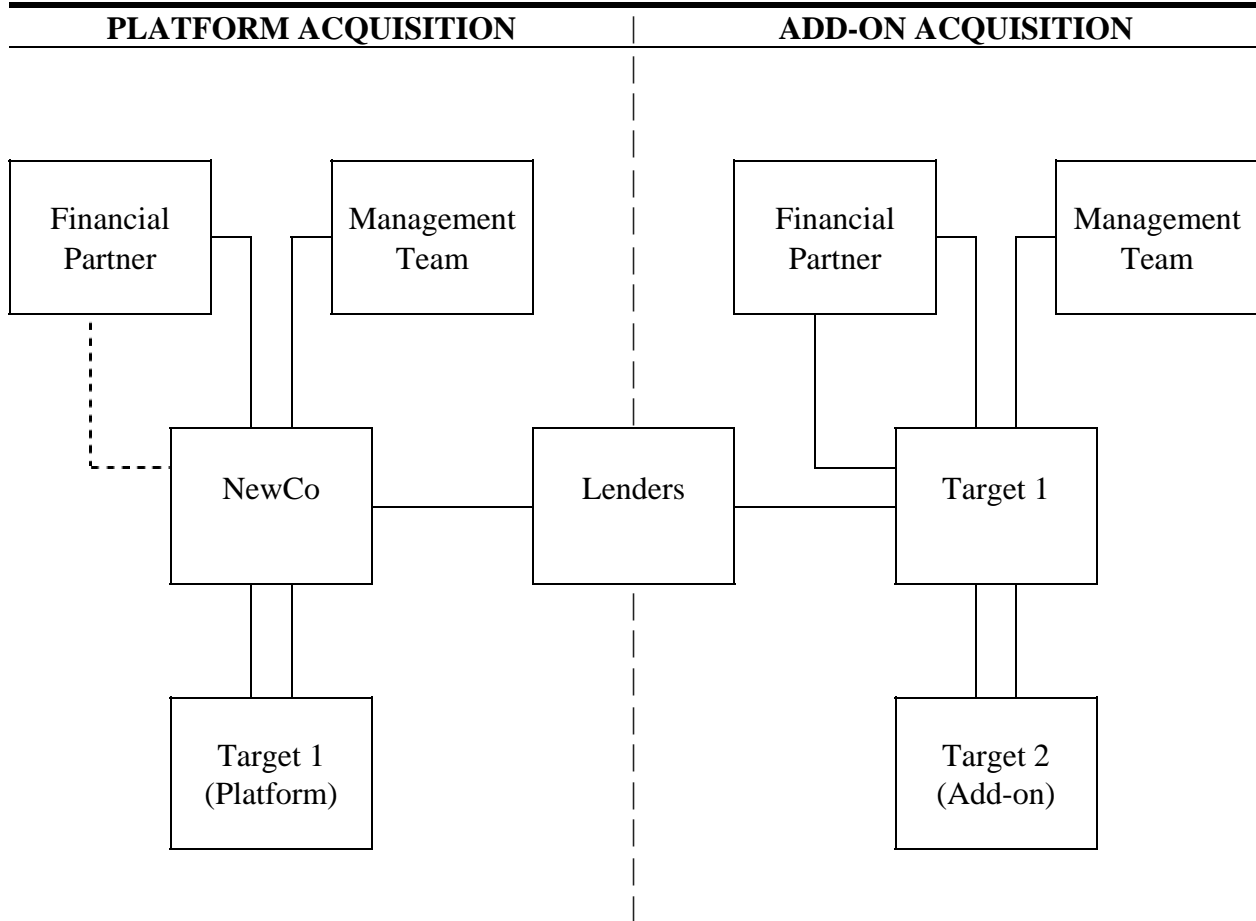 PLATFORM ACQUISITION
ADD-ON ACQUISITION
Financial
Partner
Management
Team
Financial
Partner
Management
Team
NewCo
Lenders
Target 1
Target 1
(Platform)
Target 2
(Add-on)